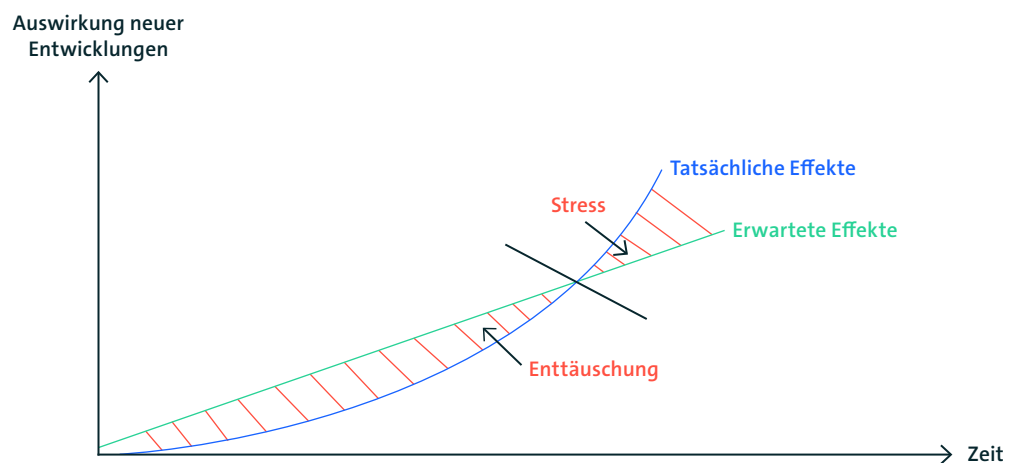 Auswirkung neuer
Entwicklungen
Tatsächliche Effekte
Stress
Erwartete Effekte
Enttäuschung
Zeit